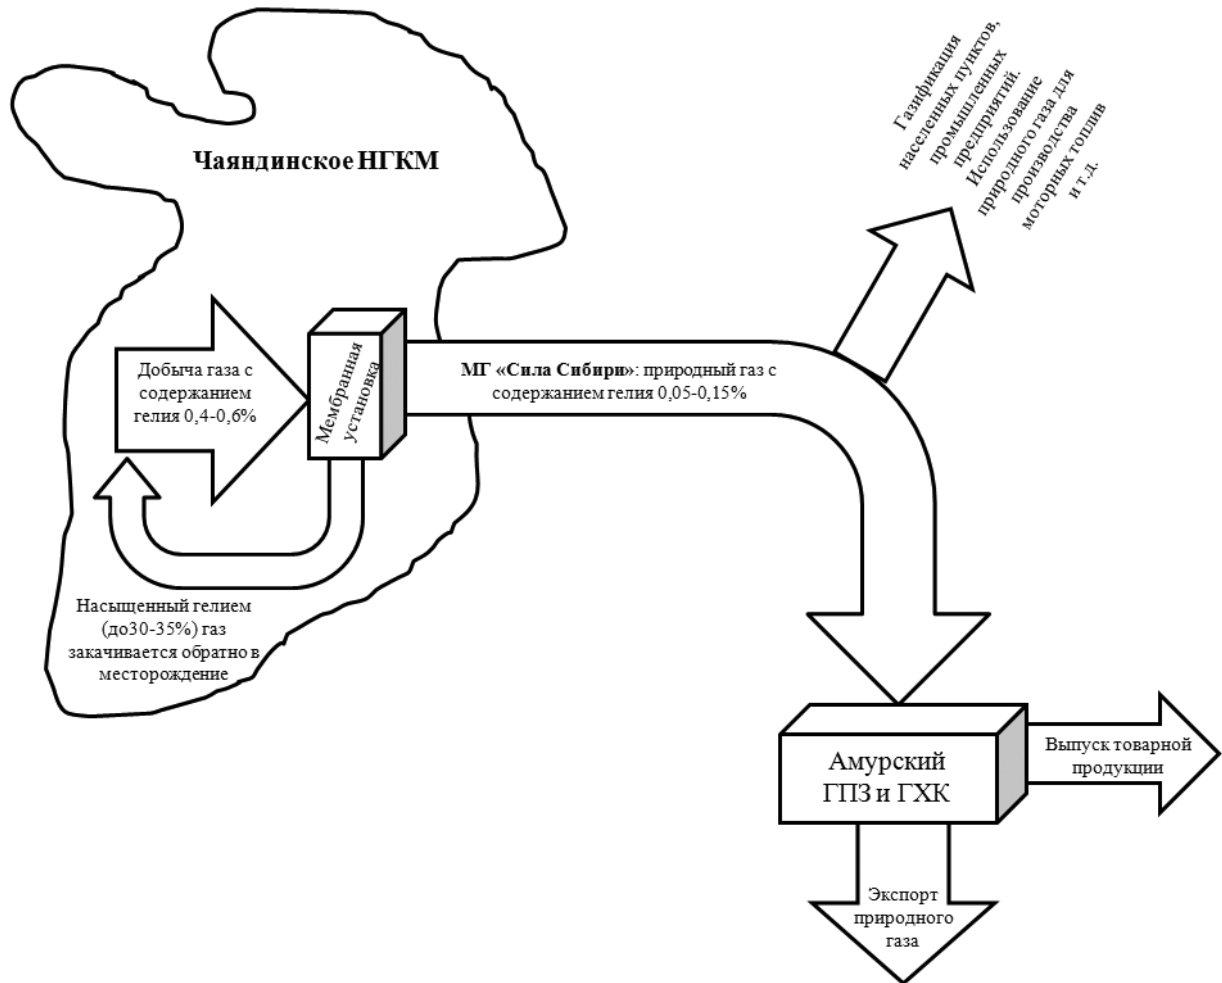 Чаяндинское НГКМ
Газификация
населенных пунктов,
промышленных
предприятий.
Использование
природного газа для
производства
моторных топлив
и т.д.
Добыча газа с
содержанием
гелия 0,4-0,6%
Мембранная
установка
МГ «Сила Сибири»: природный газ с
содержанием гелия 0,05-0,15%
Насыщенный гелием
(до30-35%) газ
закачивается обратно в
месторождение
Амурский
ГПЗ и ГХК
Выпуск товарной
продукции
Экспорт
природного
газа